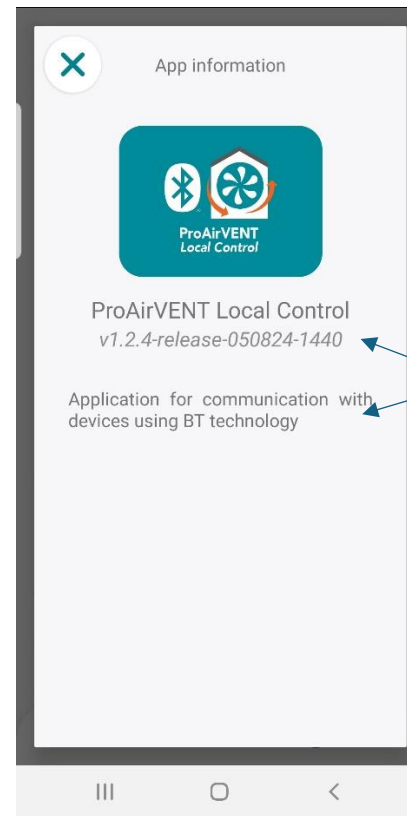 App information
ProAirVENT
Local Control
ProAirVENT Local Control
v1.2.4-release-050824-1440
Application for communication with
devices using BT technology